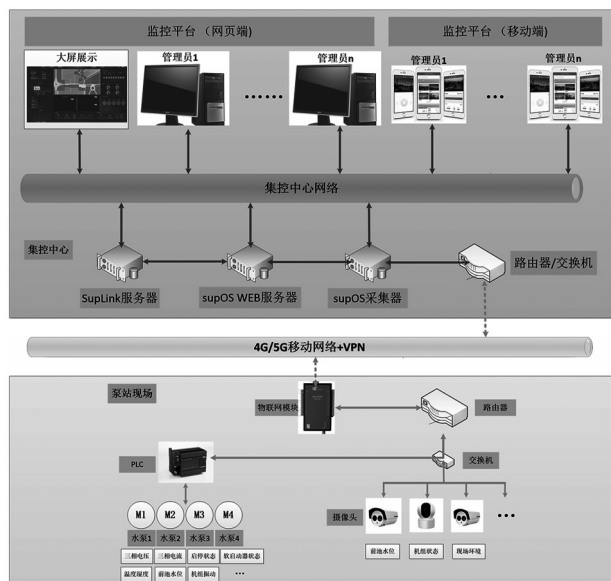 监控平台 （网页端)
监控平台 （移动端)
大屏展示
管理员1
管理员n
管理员1
管理员n
集控中心网络
集控中心
路由器/交换机
SupLink服务器
supOS WEB服务器
supOS采集器
4G/5G移动网络+VPN
泵站现场
物联网模块
路由器
PLC
交换机
M1
M2
M3
M4
摄像头
水泵1
水泵2
水泵3
水泵4
前池水位
机组状态
现场环境
三相电压
三相电流
启停状态
软启动器状态
温度湿度
前池水位
机组振动